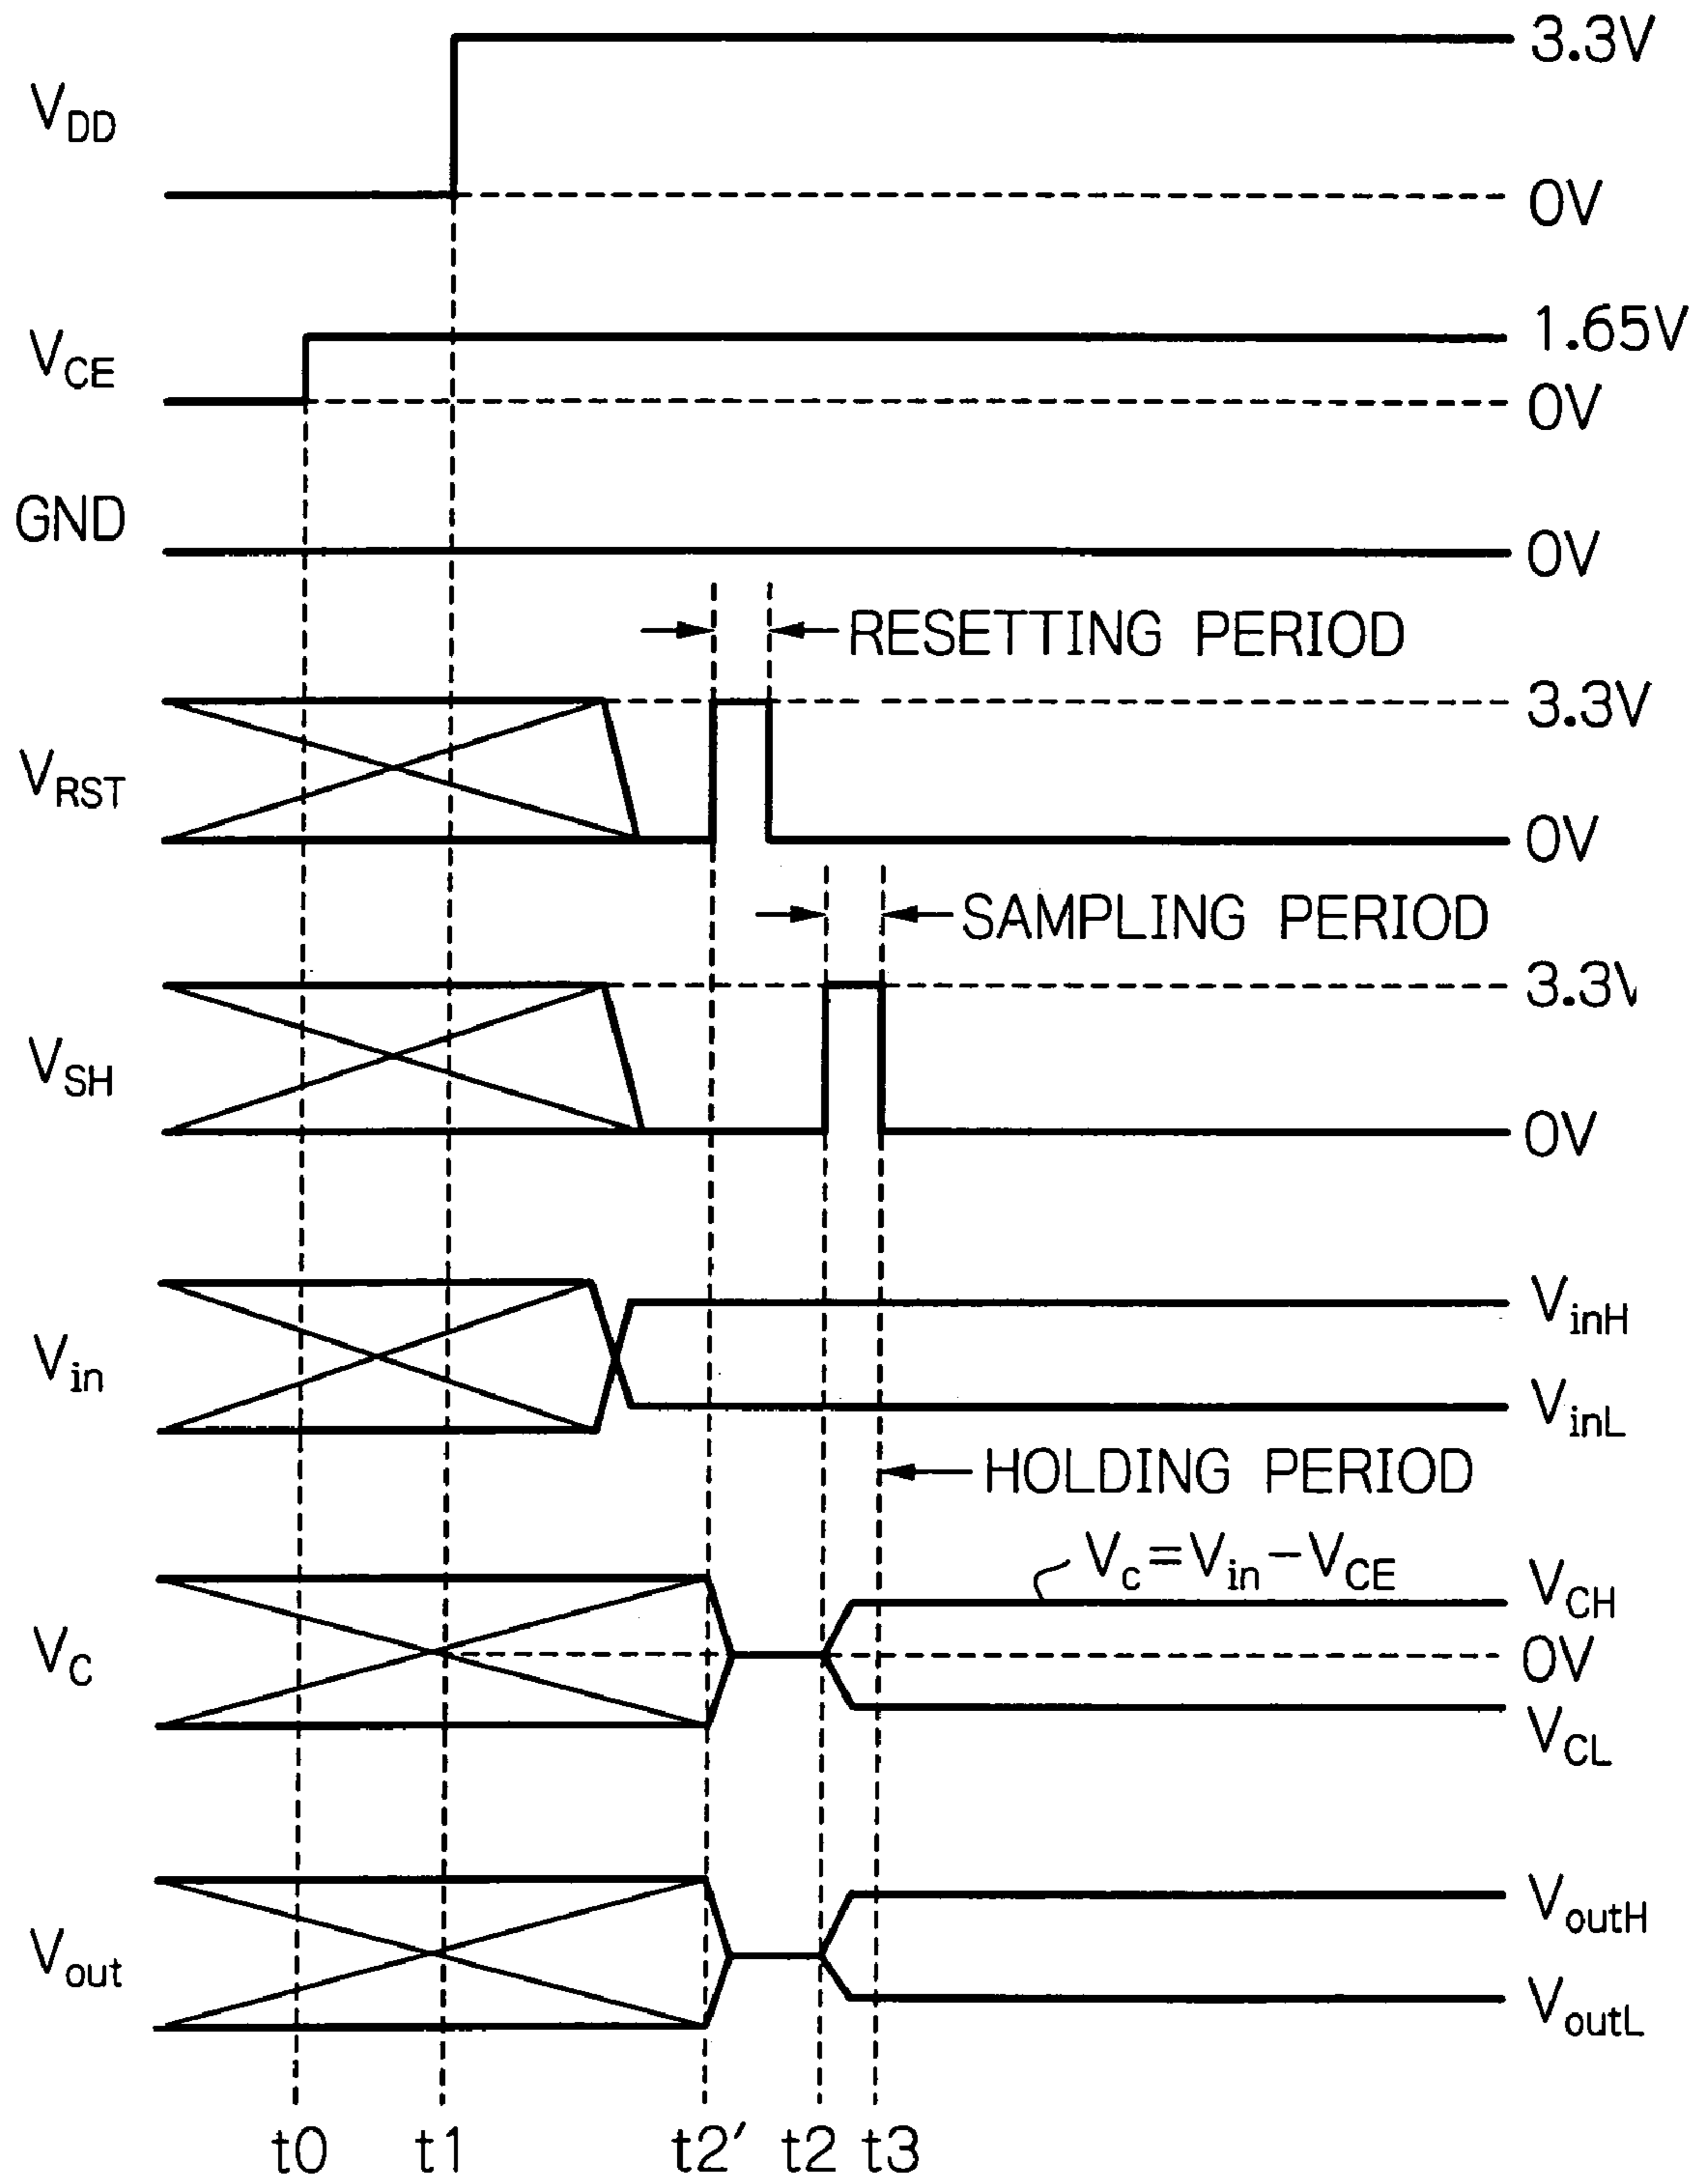 3.3V
V_DD
0V
1.65V
V_CE
0V
GND
0V
RESETTING PERIOD
3.3V
V_RST
0V
SAMPLING PERIOD
3.3V
V_SH
0V
V_inH
V_in
V_inL
HOLDING PERIOD
V_c=V_in-V_CE
V_CH
V_C
0V
V_CL
V_outH
V_out
V_outL
t0 t1 t2′ t2 t3